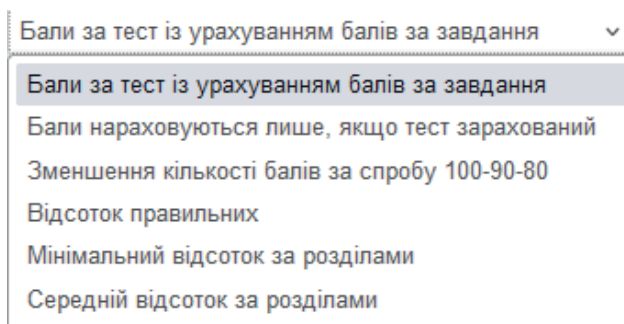 Бали за тест із урахуванням балів за завдання
Бали за тест із урахуванням балів за завдання
Бали нараховуються лише, якщо тест зарахований
Зменшення кількості балів за спробу 100-90-80
Відсоток правильних
Мінімальний відсоток за розділами
Середній відсоток за розділами